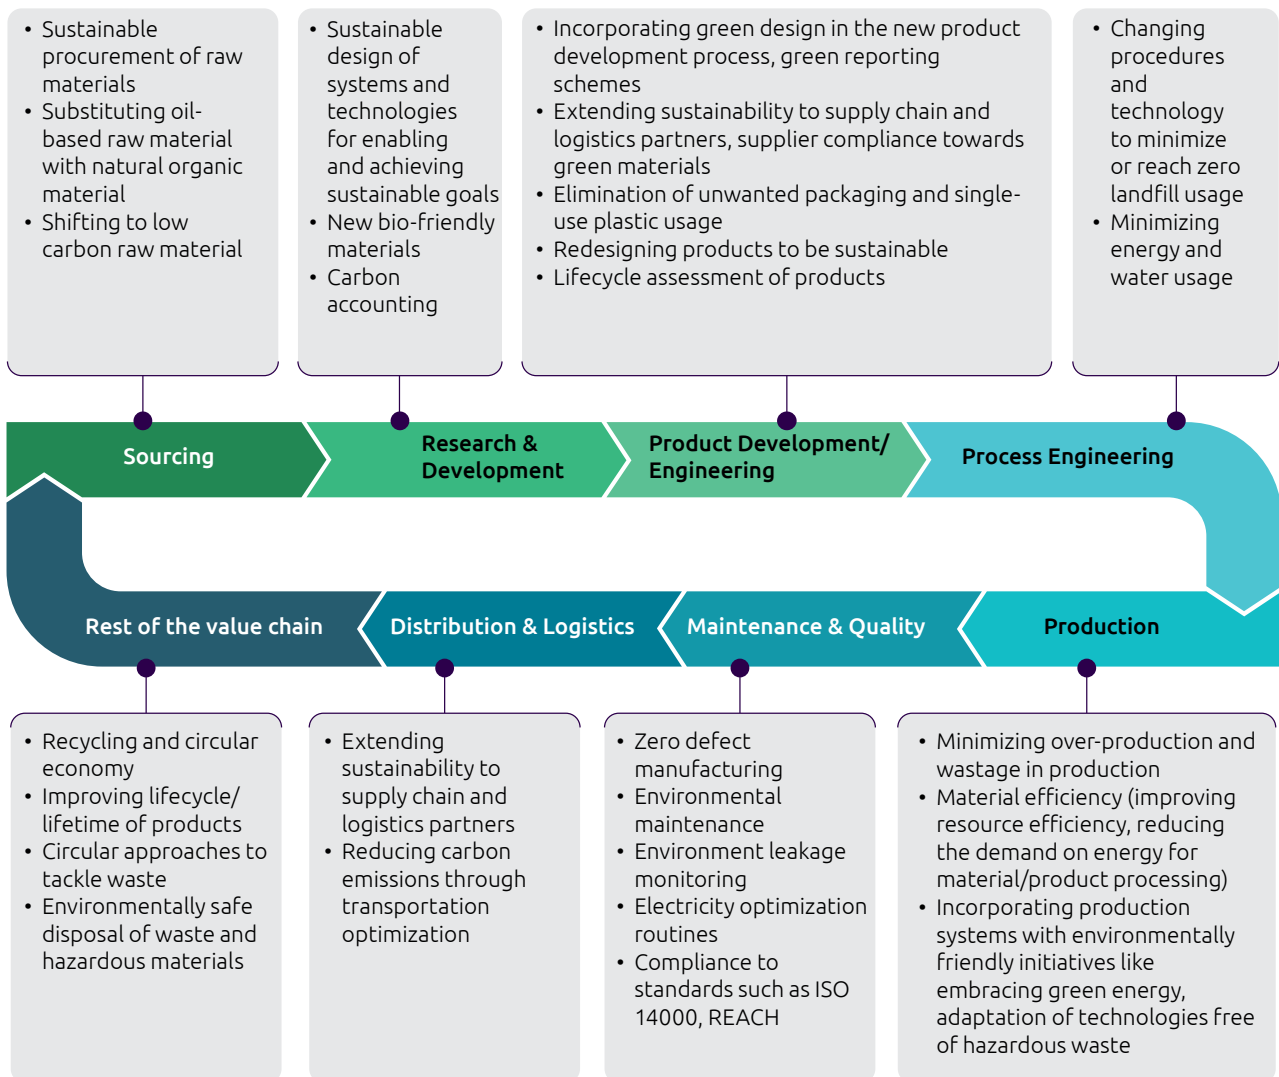 • Sustainable
procurement of raw
materials
• Substituting oil-
based raw material
with natural organic
material
• Shifting to low
carbon raw material
• Sustainable
design of
systems and
technologies
for enabling
and achieving
sustainable goals
• New bio-friendly
materials
• Carbon
accounting
• Incorporating green design in the new product
development process, green reporting
schemes
• Extending sustainability to supply chain and
logistics partners, supplier compliance towards
green materials
• Elimination of unwanted packaging and single-
use plastic usage
• Redesigning products to be sustainable
• Lifecycle assessment of products
• Changing
procedures
and
technology
to minimize
or reach zero
landfill usage
• Minimizing
energy and
water usage
Sourcing
Research &
Development
Product Development/
Engineering
Process Engineering
Rest of the value chain
Distribution & Logistics
Maintenance & Quality
Production
• Recycling and circular
economy
• Improving lifecycle/
lifetime of products
• Circular approaches to
tackle waste
• Environmentally safe
disposal of waste and
hazardous materials
• Extending
sustainability to
supply chain and
logistics partners
• Reducing carbon
emissions through
transportation
optimization
• Zero defect
manufacturing
• Environmental
maintenance
• Environment leakage
monitoring
• Electricity optimization
routines
• Compliance to
standards such as ISO
14000, REACH
• Minimizing over-production and
wastage in production
• Material efficiency (improving
resource efficiency, reducing
the demand on energy for
material/product processing)
• Incorporating production
systems with environmentally
friendly initiatives like
embracing green energy,
adaptation of technologies free
of hazardous waste